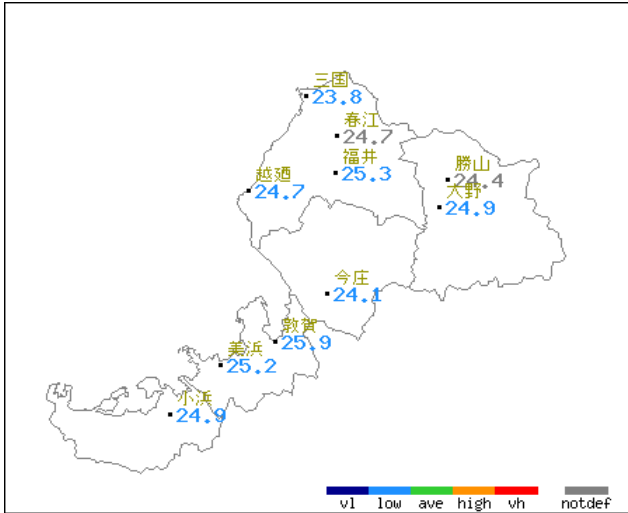 三国
23.8
春江
24.7
福井
25.3
越廼
24.7
勝山
24.4
大野
24.9
今庄
24.1
敦賀
25.9
美浜
25.2
小浜
24.9
vl low ave high vh notdef